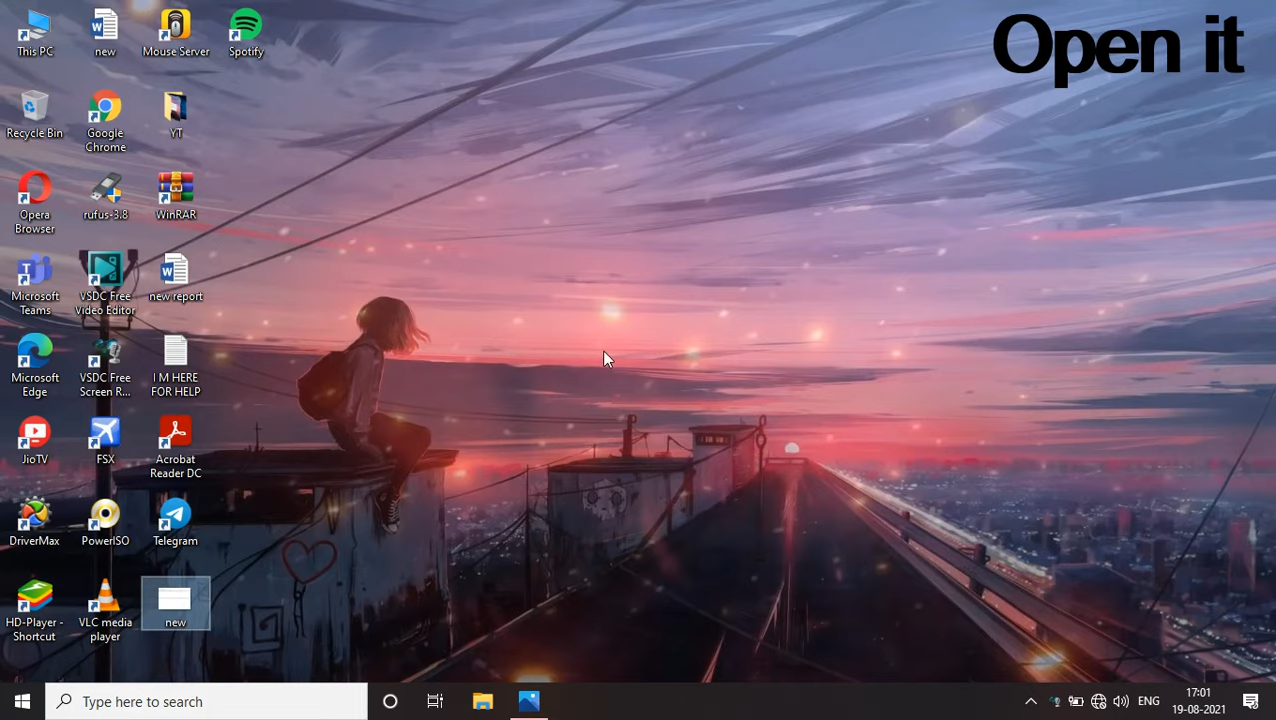 Open it
This PC
new
Mouse Server
Spotify
Recycle Bin
Google
Chrome
YT
Opera
Browser
rufus-3.8
WinRAR
Microsoft
Teams
VSDC Free
Video Editor
new report
Microsoft
Edge
VSDC Free
Screen R...
I M HERE
FOR HELP
JioTV
FSX
Acrobat
Reader DC
DriverMax
PowerISO
Telegram
HD-Player -
Shortcut
VLC media
player
new
Type here to search
ENG
17:01
19-08-2021